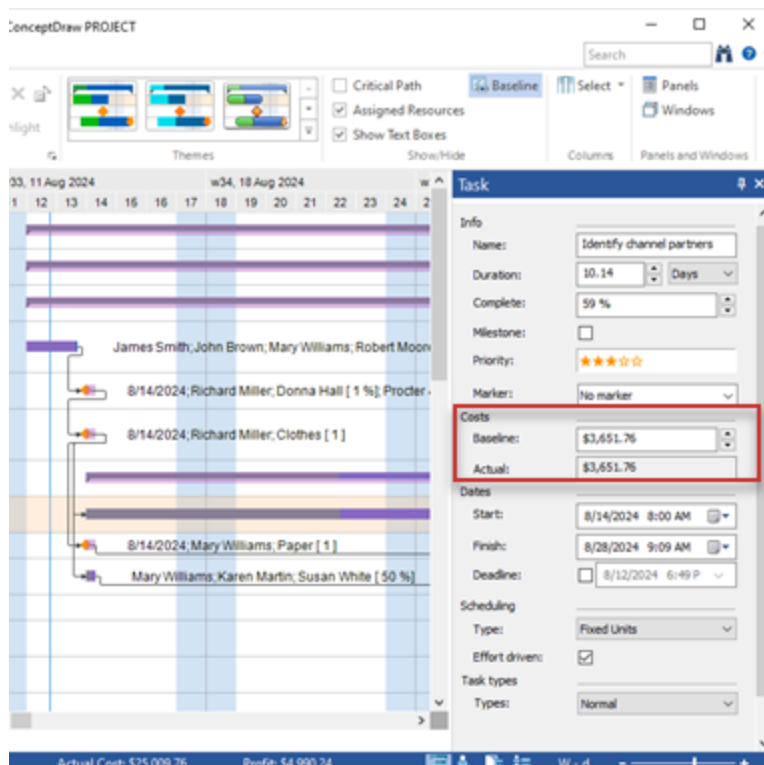 ConceptDraw PROJECT
Search
Critical Path
Baseline
Select
Panels
Assigned Resources
Windows
Show Text Boxes
Themes
Show/Hide
Columns
Panels and Windows
11 Aug 2024
w34, 18 Aug 2024
w
12 13 14 15 16 17 18 19 20 21 22 23 24 2
James Smith; John Brown; Mary Williams; Robert Moore
8/14/2024; Richard Miller; Donna Hall [ 1 %]; Procter
8/14/2024; Richard Miller; Clothes [ 1 ]
8/14/2024; Mary Williams; Paper [ 1 ]
Mary Williams; Karen Martin; Susan White [ 50 %]
Task
Info
Name: Identify channel partners
Duration: 10.14 Days
Complete: 59 %
Milestone:
Priority:
Marker: No marker
Costs
Baseline: $3,651.76
Actual: $3,651.76
Dates
Start: 8/14/2024 8:00 AM
Finish: 8/28/2024 9:09 AM
Deadline: 8/12/2024 6:49 P
Scheduling
Type: Fixed Units
Effort driven:
Task types
Types: Normal
Actual Cost: $25,009.76 Profit: $4,990.24
W - d